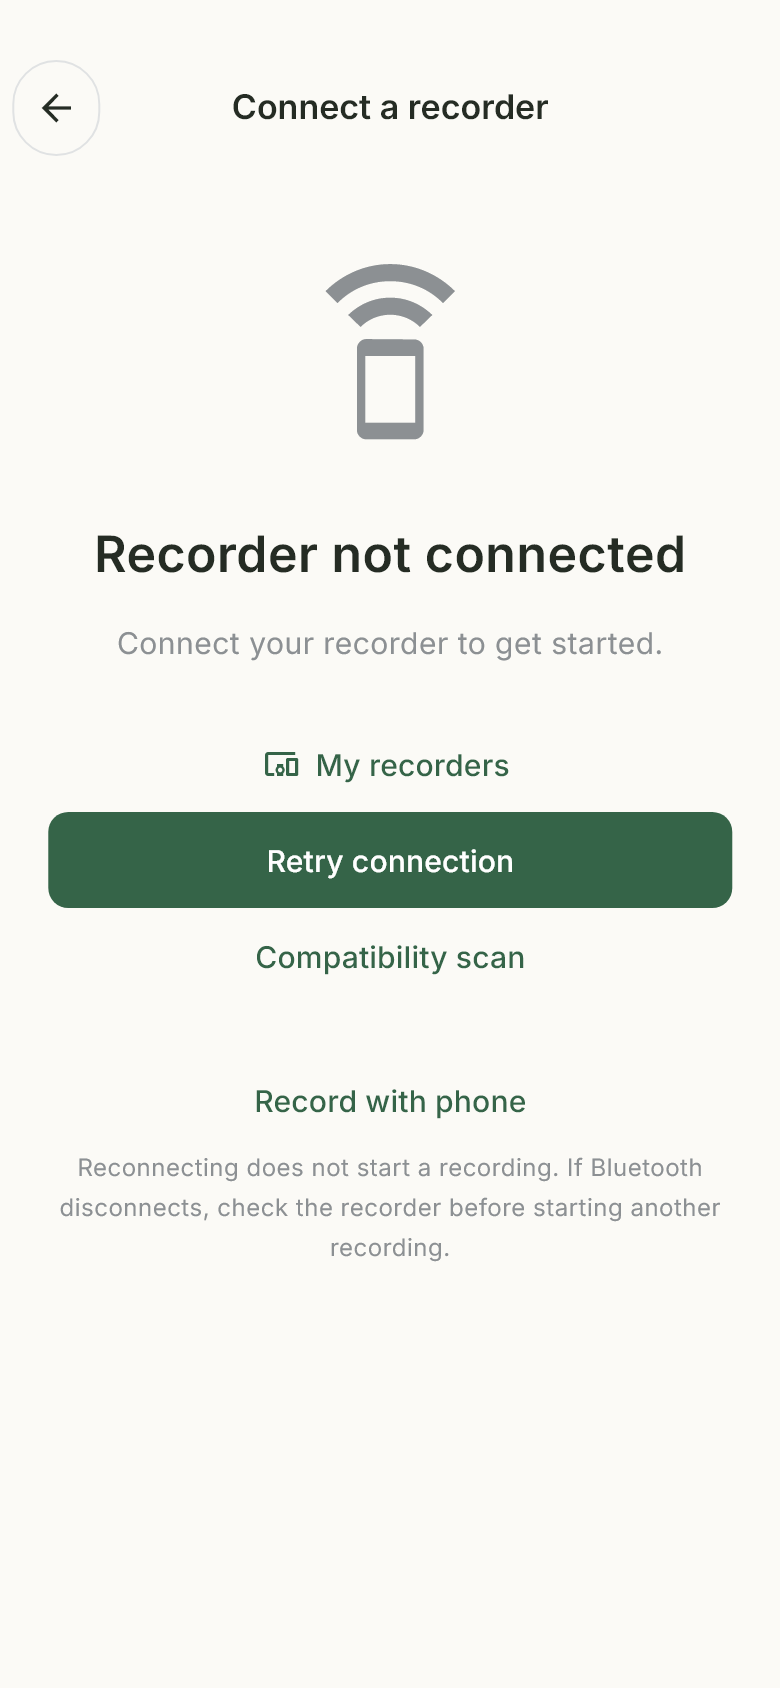 Connect a recorder
Recorder not connected
Connect your recorder to get started.
My recorders
Retry connection
Compatibility scan
Record with phone
Reconnecting does not start a recording. If Bluetooth
disconnects, check the recorder before starting another
recording.